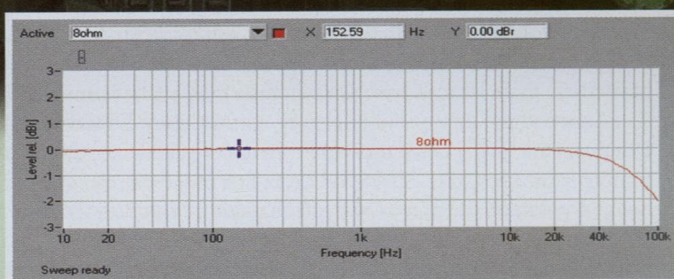 Active 8ohm X 152.59 Hz Y 0.00 dBr
3
2
1
0
-1
-2
-3
Level rel. [dBr]
8ohm
10 20 100 1k 10k 20k 40k 100k
Frequency [Hz]
Sweep ready